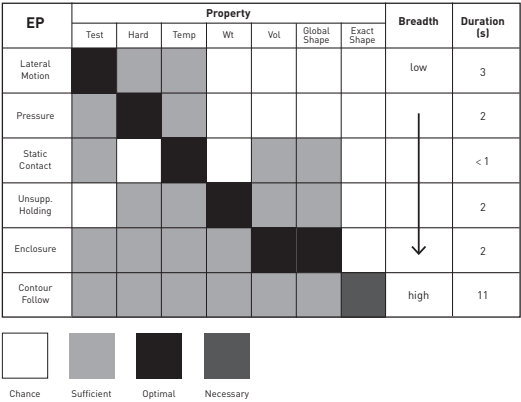 EP
Property
Breadth
Duration
(s)
Test
Hard
Temp
Wt
Vol
Global
Shape
Exact
Shape
Lateral
Motion
low
3
Pressure
2
Static
Contact
< 1
Unsupp.
Holding
2
Enclosure
2
Contour
Follow
high
11
Chance
Sufficient
Optimal
Necessary